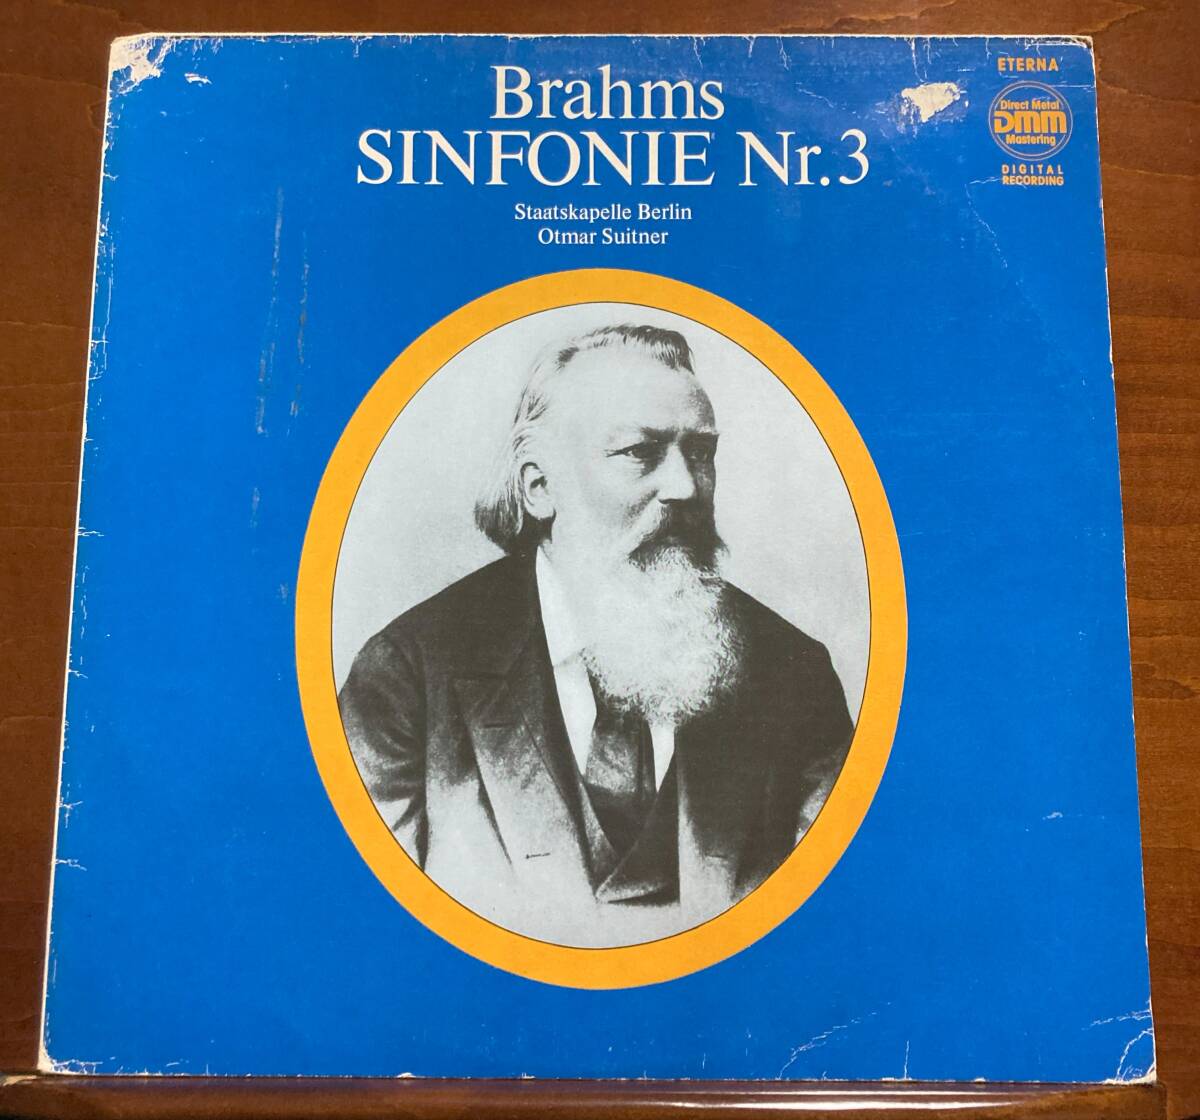 Brahms
SINFONIE Nr.3
Staatskapelle Berlin
Otmar Suitner
ETERNA
Direct Metal
DMM
Mastering
DIGITAL
RECORDING